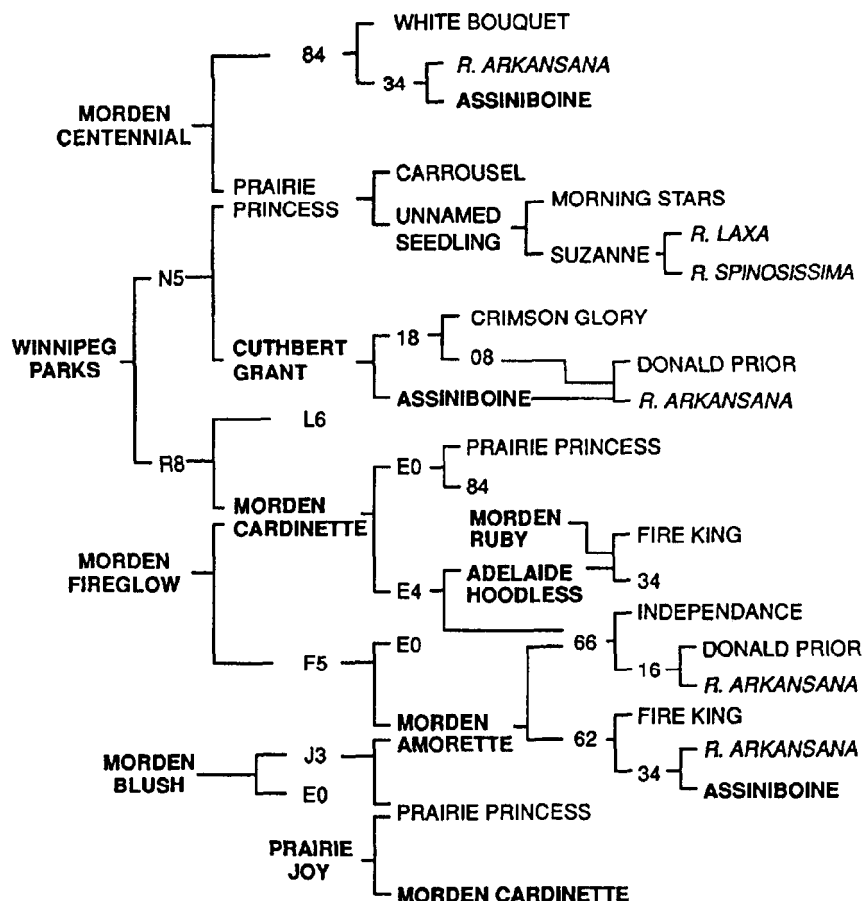 WHITE BOUQUET
84
R. ARKANSANA
34
ASSINIBOINE
MORDEN
CENTENNIAL
PRAIRIE
PRINCESS
CARROUSEL
UNNAMED
SEEDLING
MORNING STARS
SUZANNE
R. LAXA
R. SPINOSISSIMA
N5
WINNIPEG
PARKS
CUTHBERT
GRANT
18
CRIMSON GLORY
08
DONALD PRIOR
ASSINIBOINE
R. ARKANSANA
L6
R8
MORDEN
CARDINETTE
E0
PRAIRIE PRINCESS
84
MORDEN
RUBY
FIRE KING
ADELAIDE
HOODLESS
34
E4
MORDEN
FIREGLOW
INDEPENDANCE
66
DONALD PRIOR
16
R. ARKANSANA
E0
F5
MORDEN
AMORETTE
FIRE KING
62
R. ARKANSANA
34
ASSINIBOINE
MORDEN
BLUSH
J3
E0
PRAIRIE PRINCESS
PRAIRIE
JOY
MORDEN CARDINETTE